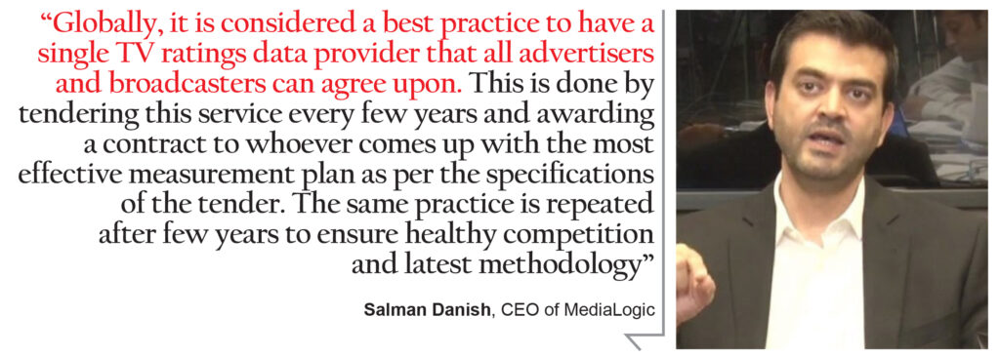 “Globally, it is considered a best practice to have a
single TV ratings data provider that all advertisers
and broadcasters can agree upon. This is done by
tendering this service every few years and awarding
a contract to whoever comes up with the most
effective measurement plan as per the specifications
of the tender. The same practice is repeated
after few years to ensure healthy competition
and latest methodology”
Salman Danish, CEO of MediaLogic